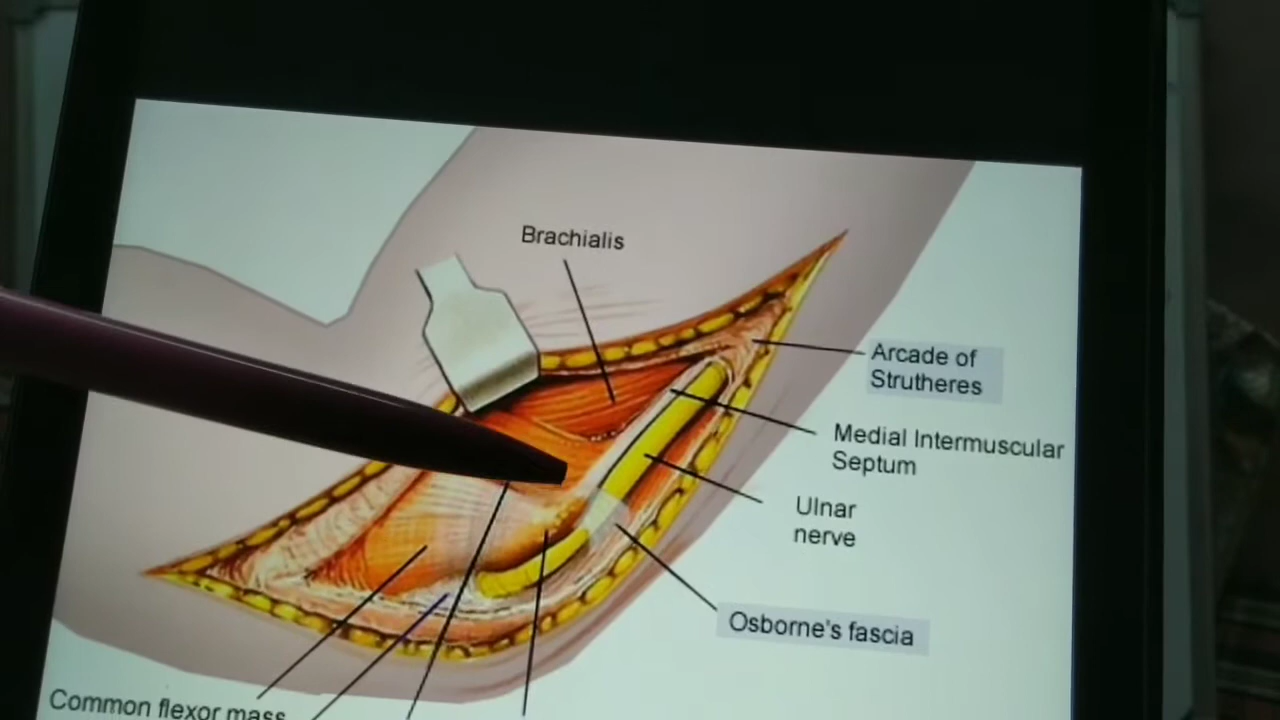 Brachialis
Arcade of
Strutheres
Medial Intermuscular
Septum
Ulnar
nerve
Osborne's fascia
Common flexor mass